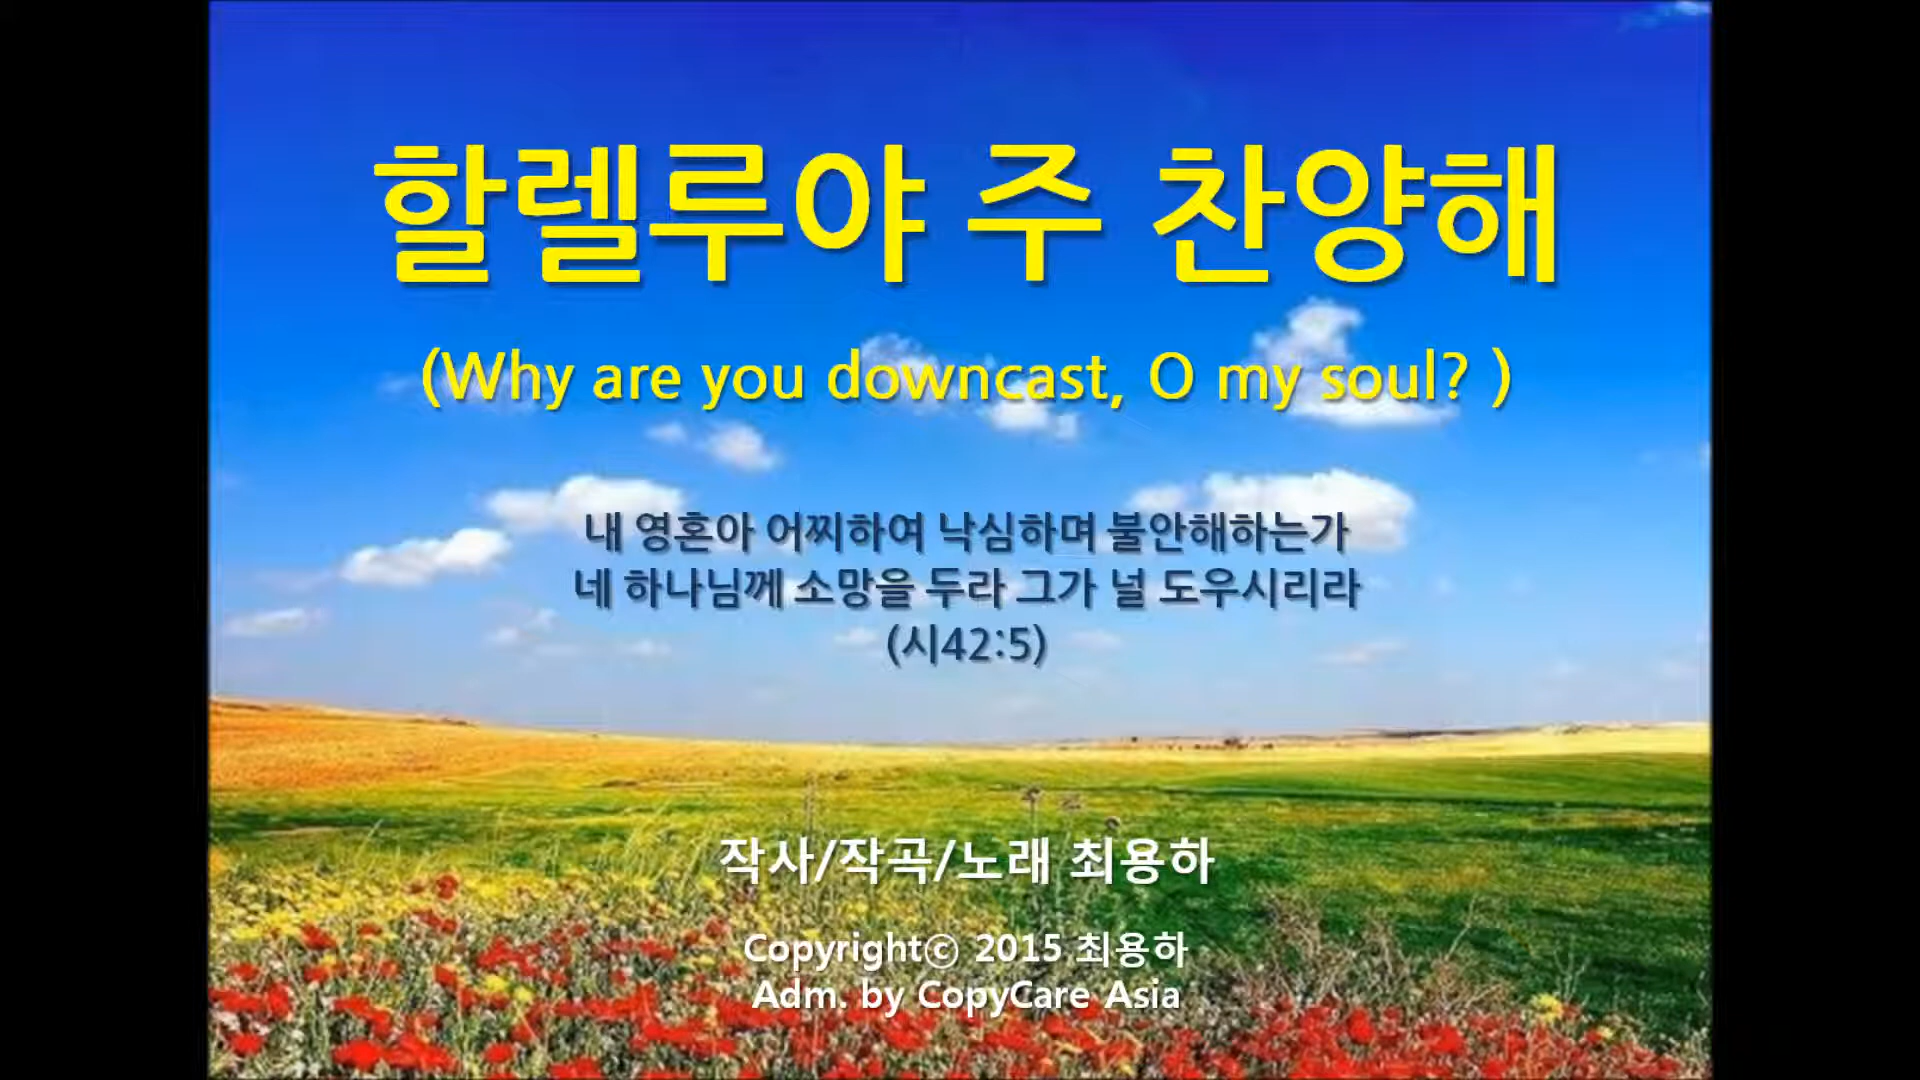 할렐루야 주 찬양해
(Why are you downcast, O my soul? )
내 영혼아 어찌하여 낙심하며 불안해하는가
네 하나님께 소망을 두라 그가 널 도우시리라
(시42:5)
작사/작곡/노래 최용하
Copyright© 2015 최용하
Adm. by CopyCare Asia